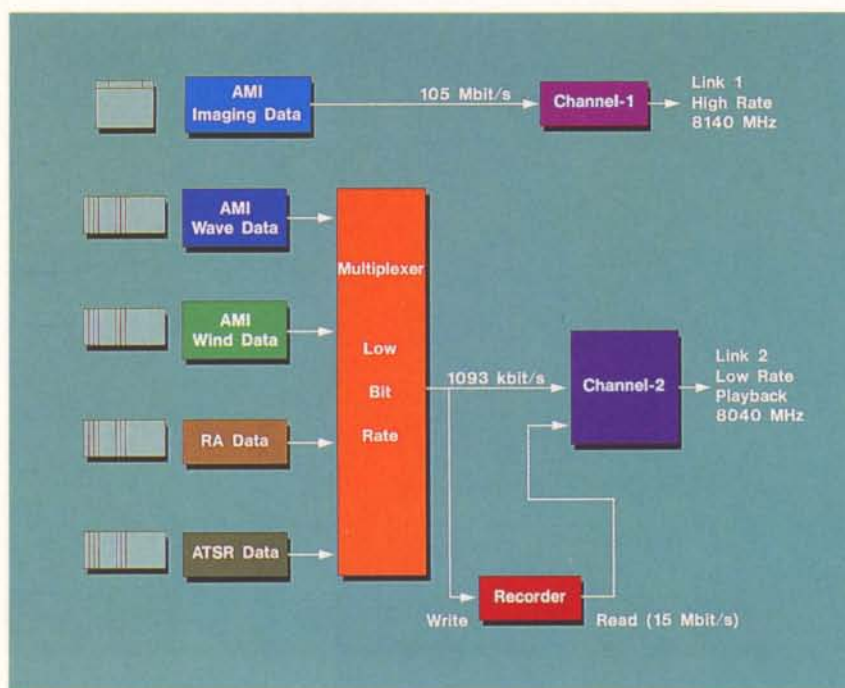 AMI
Imaging Data
105 Mbit/s
Channel-1
Link 1
High Rate
8140 MHz
AMI
Wave Data
AMI
Wind Data
RA Data
ATSR Data
Multiplexer
Low
Bit
Rate
1093 kbit/s
Channel-2
Link 2
Low Rate
Playback
8040 MHz
Write
Recorder
Read (15 Mbit/s)